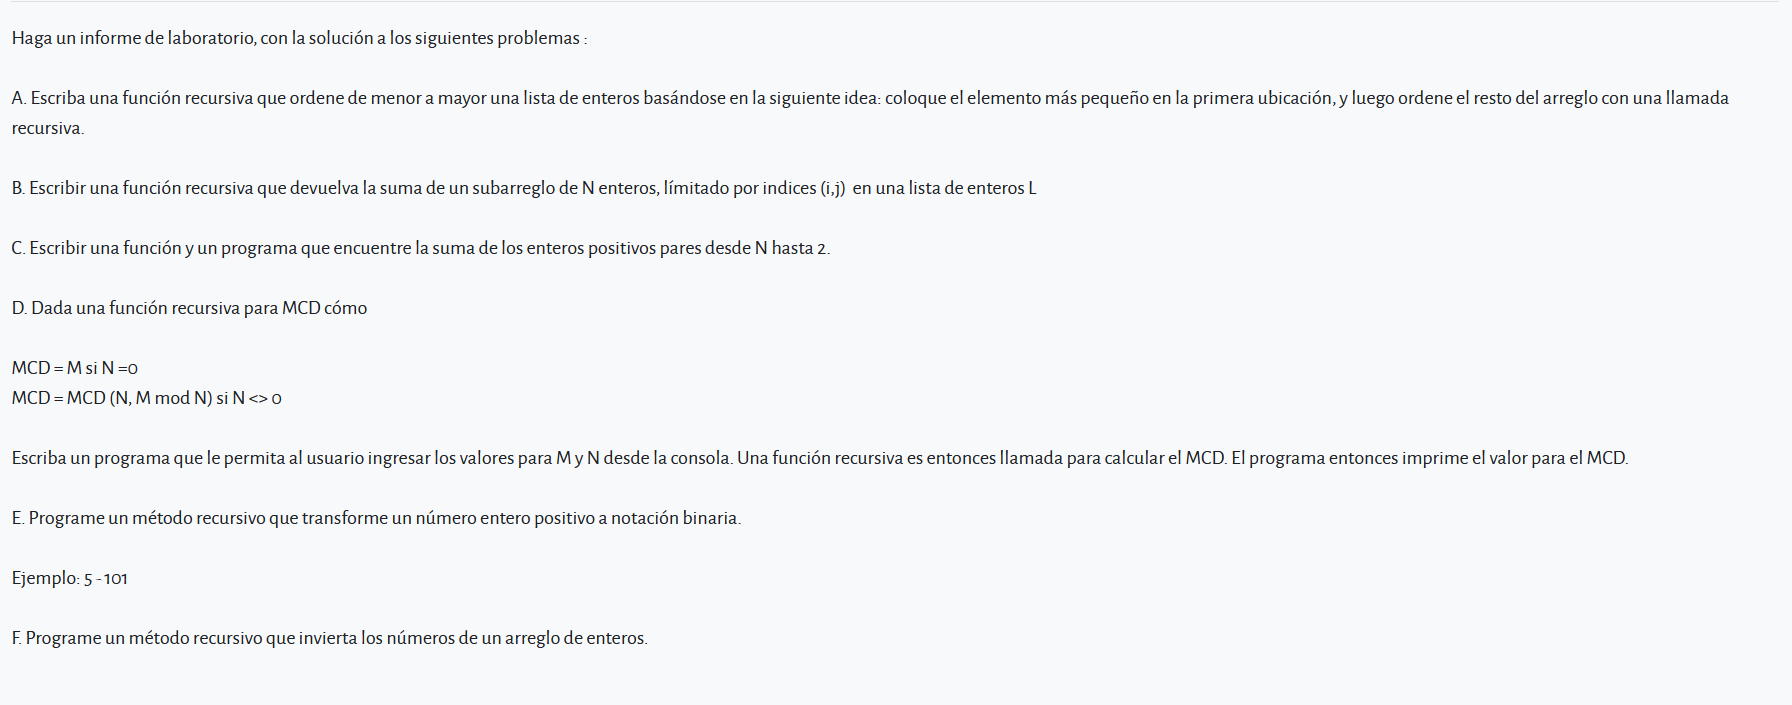 Haga un informe de laboratorio, con la solución a los siguientes problemas :
A. Escriba una función recursiva que ordene de menor a mayor una lista de enteros basándose en la siguiente idea: coloque el elemento más pequeño en la primera ubicación, y luego ordene el resto del arreglo con una llamada
recursiva.
B. Escribir una función recursiva que devuelva la suma de un subarreglo de N enteros, límitado por indices (i,j)  en una lista de enteros L
C. Escribir una función y un programa que encuentre la suma de los enteros positivos pares desde N hasta 2.
D. Dada una función recursiva para MCD cómo
MCD = M si N =0
MCD = MCD (N, M mod N) si N <> 0
Escriba un programa que le permita al usuario ingresar los valores para M y N desde la consola. Una función recursiva es entonces llamada para calcular el MCD. El programa entonces imprime el valor para el MCD.
E. Programe un método recursivo que transforme un número entero positivo a notación binaria.
Ejemplo: 5 - 101
F. Programe un método recursivo que invierta los números de un arreglo de enteros.